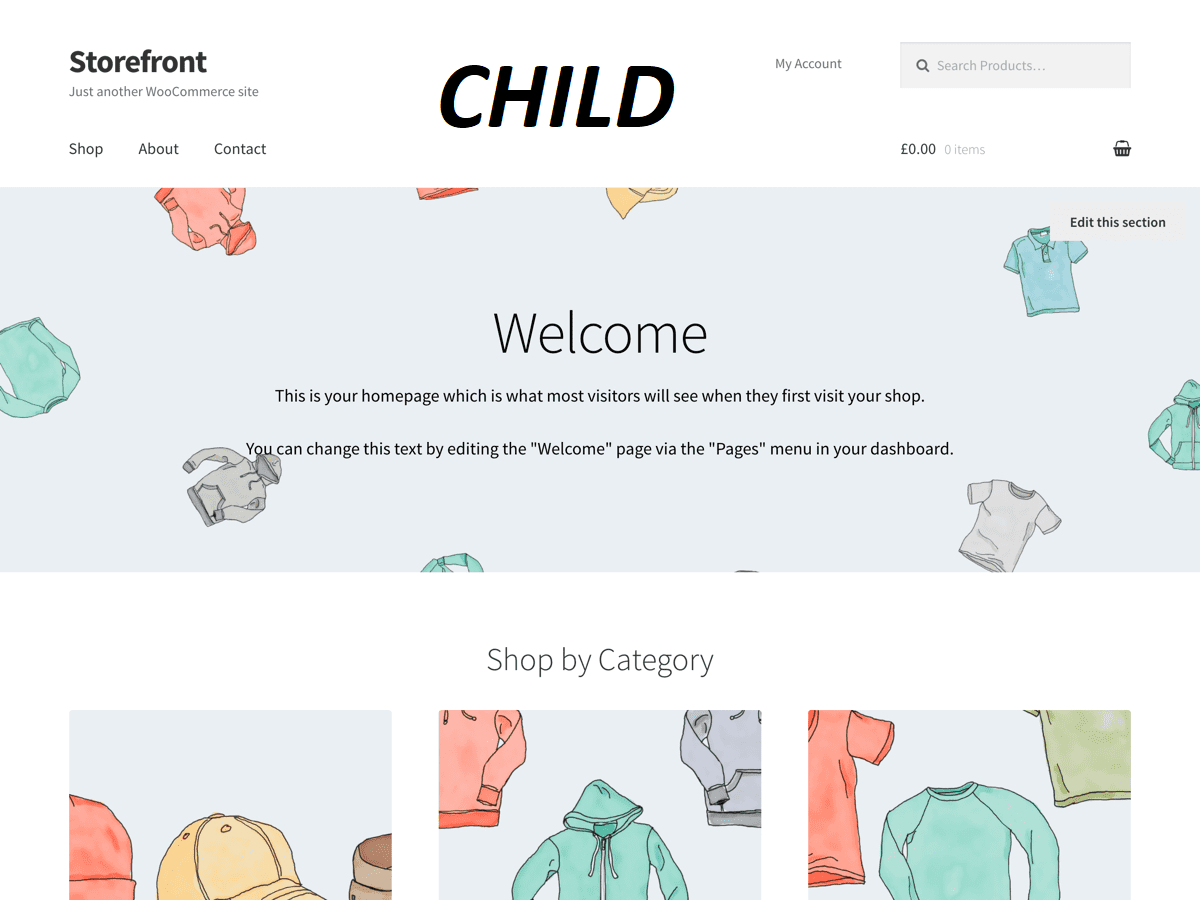 Storefront
Just another WooCommerce site
CHILD
My Account
Search Products…
Shop
About
Contact
£0.00 0 items
Edit this section
Welcome
This is your homepage which is what most visitors will see when they first visit your shop.
You can change this text by editing the "Welcome" page via the "Pages" menu in your dashboard.
Shop by Category